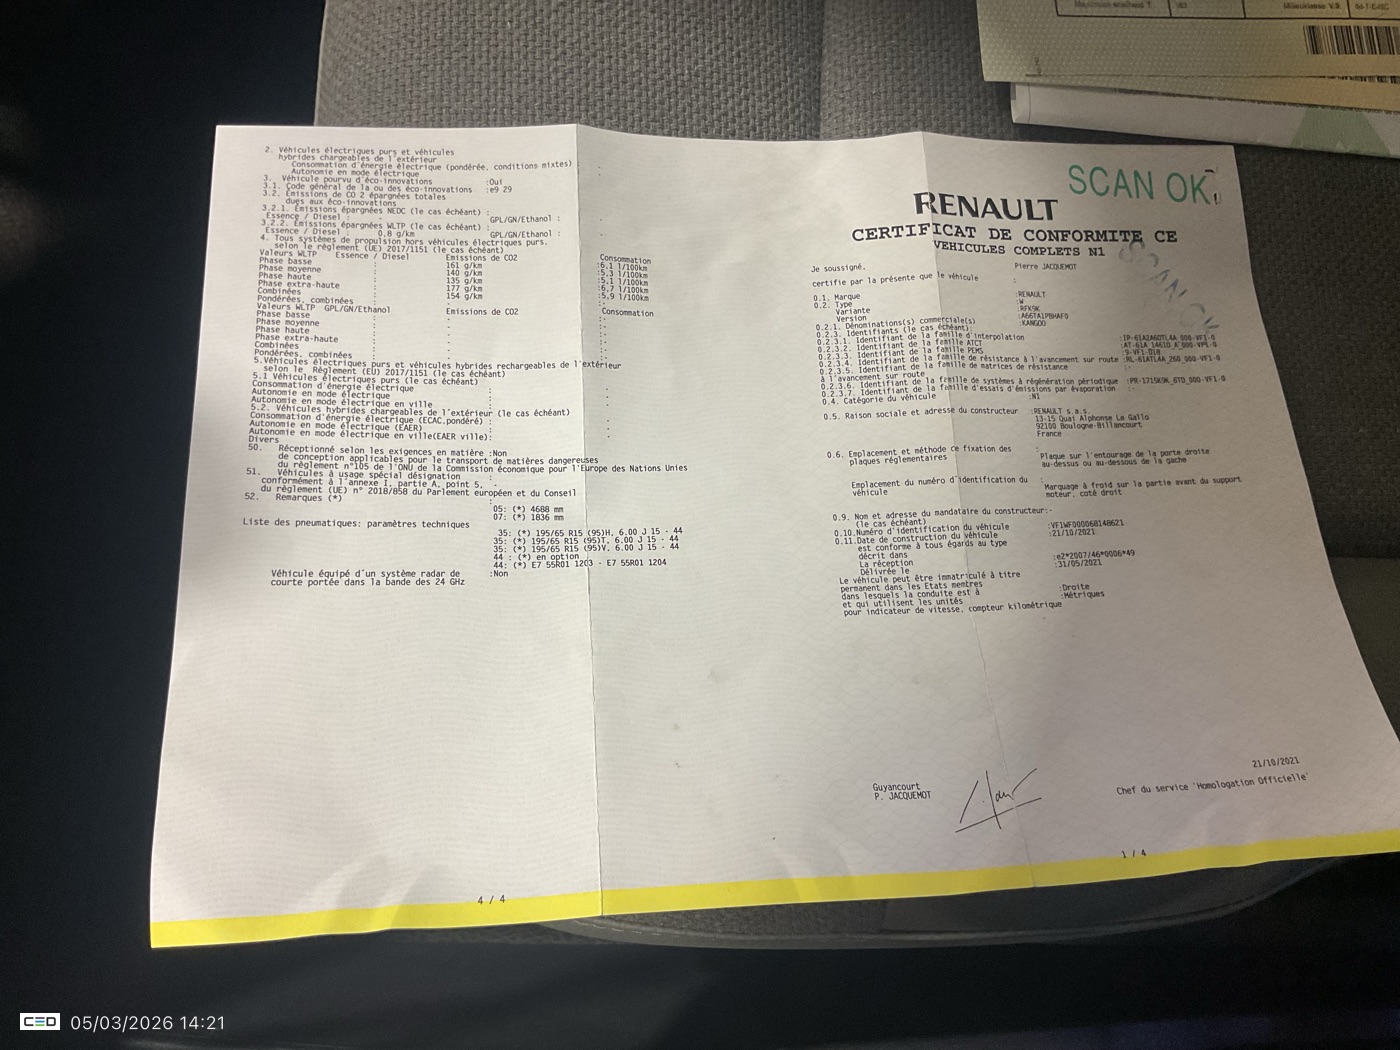 2. Véhicules électriques purs et véhicules
hybrides chargeables de l'extérieur
Consommation d'énergie électrique (pondérée, conditions mixtes) :
Autonomie en mode électrique
3. Véhicule pourvu d'éco-innovations :Oui
3.1. Code général de la ou des éco-innovations :e9 29
3.2. Emissions de CO 2 épargnées totales
dues aux éco-innovations
3.2.1. Emissions épargnées NEDC (le cas échéant) :
Essence / Diesel : - GPL/GN/Ethanol :
3.2.2. Emissions épargnées WLTP (le cas échéant) :
Essence / Diesel : 0,8 g/km GPL/GN/Ethanol :
4. Tous systèmes de propulsion hors véhicules électriques purs.
selon le règlement (UE) 2017/1151 (le cas échéant)
Valeurs WLTP Essence / Diesel Emissions de CO2 Consommation
Phase basse : 161 g/km :6,1 l/100km
Phase moyenne : 140 g/km :5,3 l/100km
Phase haute : 135 g/km :5,1 l/100km
Phase extra-haute : 177 g/km :6,7 l/100km
Combinées : 154 g/km :5,9 l/100km
Pondérées, combinées :
Valeurs WLTP GPL/GN/Ethanol Emissions de CO2 Consommation
Phase basse : -
Phase moyenne : -
Phase haute : -
Phase extra-haute : -
Combinées : -
Pondérées, combinées : -
5.Véhicules électriques purs et véhicules hybrides rechargeables de l'extérieur
selon le Règlement (EU) 2017/1151 (le cas échéant)
5.1 Véhicules électriques purs (le cas échéant)
Consommation d'énergie électrique :
Autonomie en mode électrique :
Autonomie en mode électrique en ville :
5.2. Véhicules hybrides chargeables de l'extérieur (le cas échéant)
Consommation d'énergie électrique (ECAC,pondéré) :
Autonomie en mode électrique (EAER) :
Autonomie en mode électrique en ville(EAER ville):
Divers
50. Réceptionné selon les exigences en matière :Non
de conception applicables pour le transport de matières dangereuses
du règlement n°105 de l'ONU de la Commission économique pour l'Europe des Nations Unies
51. Véhicules à usage spécial désignation :
conformément à l'annexe I, partie A, point 5, -
du règlement (UE) n° 2018/858 du Parlement européen et du Conseil
52. Remarques (*)
05: (*) 4688 mm
07: (*) 1836 mm
Liste des pneumatiques: paramètres techniques
35: (*) 195/65 R15 (95)H, 6.00 J 15 - 44
35: (*) 195/65 R15 (95)T, 6.00 J 15 - 44
35: (*) 195/65 R15 (95)V, 6.00 J 15 - 44
44 : (*) en option
44: (*) E7 55R01 1203 - E7 55R01 1204
Véhicule équipé d'un système radar de :Non
courte portée dans la bande des 24 GHz
4 / 4
SCAN OK
RENAULT
CERTIFICAT DE CONFORMITE CE
VEHICULES COMPLETS N1
SCAN OK
Je soussigné. Pierre JACQUEMOT
certifie par la présente que le véhicule :
0.1. Marque :RENAULT
0.2. Type :W
Variante :RFK9K
Version :A66TA1PBHAF0
0.2.1. Dénominations(s) commerciale(s) :KANGOO
0.2.3. Identifiants (le cas échéant):
0.2.3.1. Identifiant de la famille d'interpolation
0.2.3.2. Identifiant de la famille ATCT
0.2.3.3. Identifiant de la famille PEMS
0.2.3.4. Identifiant de la famille de résistance à l'avancement sur route
0.2.3.5. Identifiant de la famille de matrices de résistance
à l'avancement sur route
0.2.3.6. Identifiant de la famille de systèmes à régénération périodique
0.2.3.7. Identifiant de la famille d'essais d'émissions par évaporation :-
0.4. Catégorie du véhicule :N1
0.5. Raison sociale et adresse du constructeur :RENAULT s.a.s.
13-15 Quai Alphonse Le Gallo
92100 Boulogne-Billancourt
France
0.6. Emplacement et méthode de fixation des
plaques réglementaires
Plaque sur l'entourage de la porte droite
au-dessus ou au-dessous de la gâche
Emplacement du numéro d'identification du
véhicule
Marquage à froid sur la partie avant du support
moteur, coté droit
0.9. Nom et adresse du mandataire du constructeur:-
(le cas échéant)
0.10.Numéro d'identification du véhicule :VF1WF000068148621
0.11.Date de construction du véhicule :21/10/2021
est conforme à tous égards au type
décrit dans
La réception :e2*2007/46*0006*49
Délivrée le :31/05/2021
Le véhicule peut être immatriculé à titre
permanent dans les Etats membres
dans lesquels la conduite est à :Droite
et qui utilisent les unités :Métriques
pour indicateur de vitesse, compteur kilométrique
21/10/2021
Guyancourt
P. JACQUEMOT
Chef du service 'Homologation Officielle'
1 / 4
CED 05/03/2026 14:21